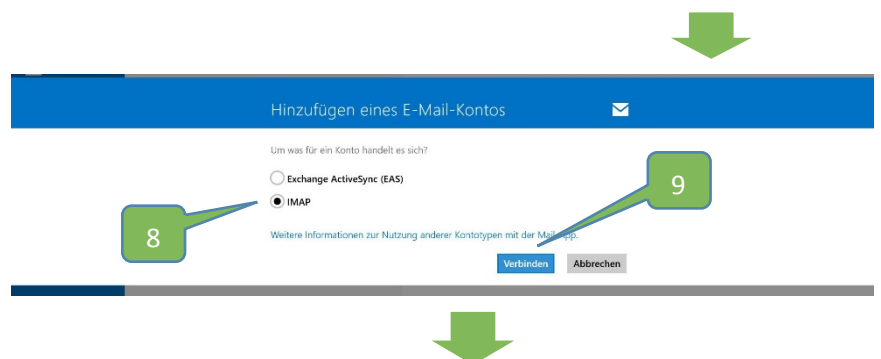 Hinzufügen eines E-Mail-Kontos
Um was für ein Konto handelt es sich?
Exchange ActiveSync (EAS)
9
IMAP
8
Weitere Informationen zur Nutzung anderer Kontotypen mit der Mail-App.
Verbinden Abbrechen